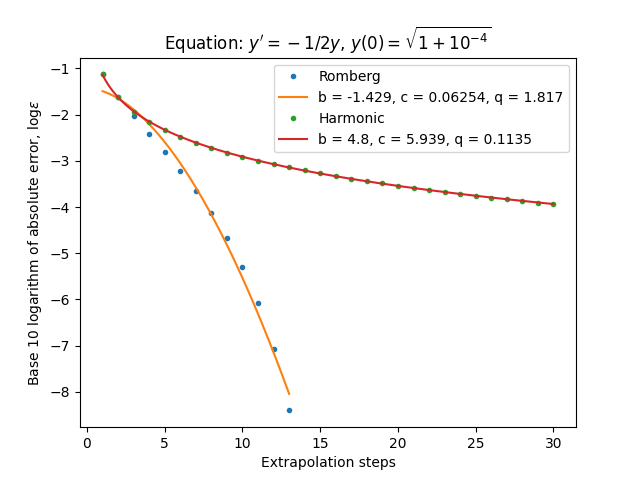 Equation: y′ = −1/2y, y(0) = √1 + 10⁻⁴
Romberg
b = -1.429, c = 0.06254, q = 1.817
Harmonic
b = 4.8, c = 5.939, q = 0.1135
Base 10 logarithm of absolute error, logε
−1
−2
−3
−4
−5
−6
−7
−8
0 5 10 15 20 25 30
Extrapolation steps